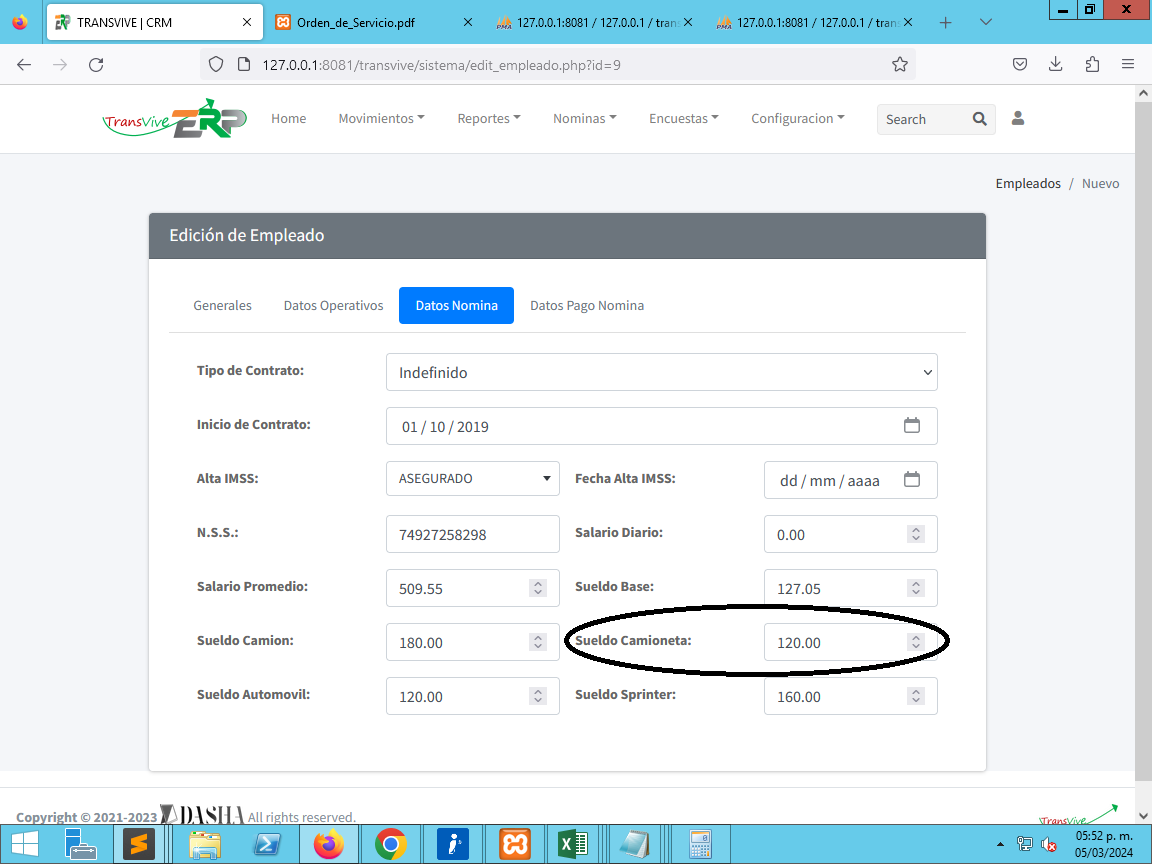 TRANSVIVE | CRM
Orden_de_Servicio.pdf
127.0.0.1:8081 / 127.0.0.1 / trans
127.0.0.1:8081 / 127.0.0.1 / trans
127.0.0.1:8081/transvive/sistema/edit_empleado.php?id=9
TransVive ERP
Home
Movimientos
Reportes
Nominas
Encuestas
Configuracion
Search
Empleados / Nuevo
Edición de Empleado
Generales
Datos Operativos
Datos Nomina
Datos Pago Nomina
Tipo de Contrato:
Indefinido
Inicio de Contrato:
01 / 10 / 2019
Alta IMSS:
ASEGURADO
Fecha Alta IMSS:
dd / mm / aaaa
N.S.S.:
74927258298
Salario Diario:
0.00
Salario Promedio:
509.55
Sueldo Base:
127.05
Sueldo Camion:
180.00
Sueldo Camioneta:
120.00
Sueldo Automovil:
120.00
Sueldo Sprinter:
160.00
Copyright © 2021-2023 DASHA All rights reserved.
TransVive
05:52 p. m.
05/03/2024